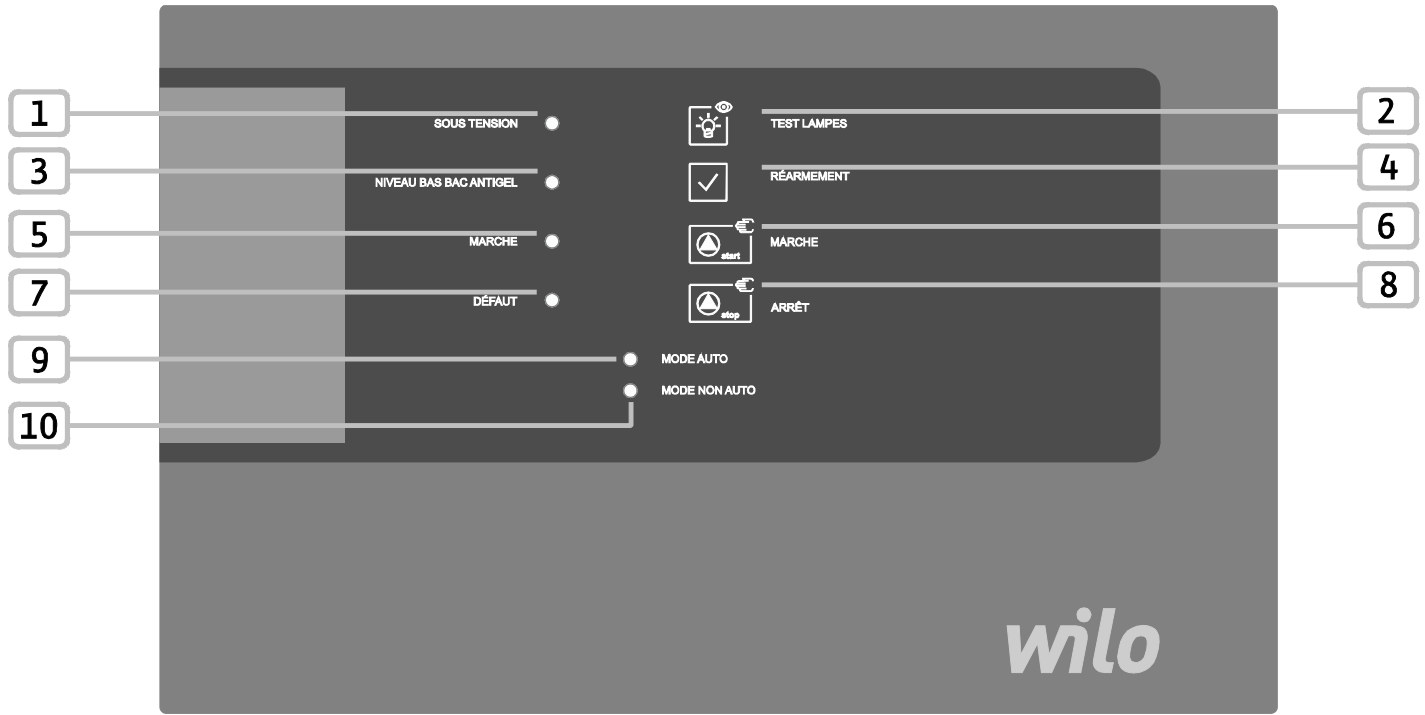 1
SOUS TENSION
TEST LAMPES
2
3
NIVEAU BAS BAC ANTIGEL
RÉARMEMENT
4
5
MARCHE
start
MARCHE
6
7
DÉFAUT
stop
ARRÊT
8
9
MODE AUTO
10
MODE NON AUTO
wilo